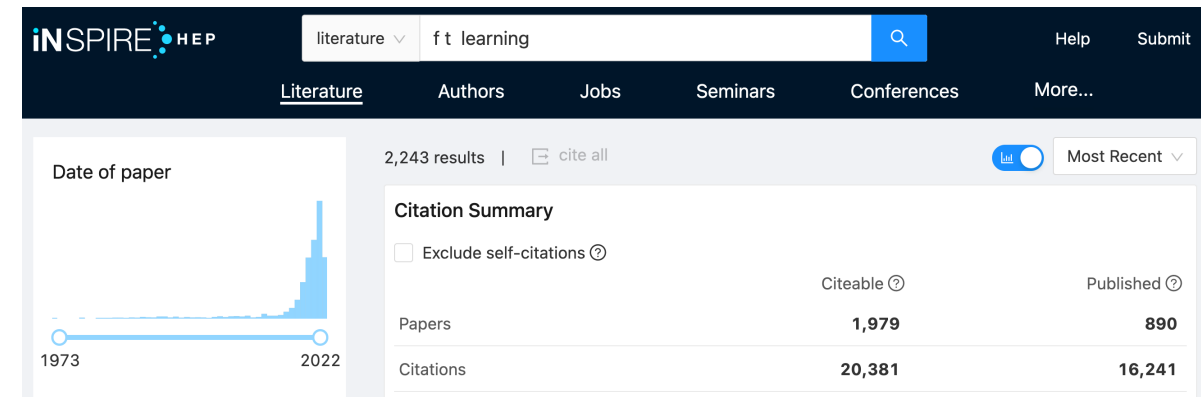 iNSPIRE HEP literature f t learning Help Submit
Literature Authors Jobs Seminars Conferences More...
Date of paper
1973 2022
2,243 results | cite all Most Recent
Citation Summary
Exclude self-citations ?
Citeable ? Published ?
Papers 1,979 890
Citations 20,381 16,241